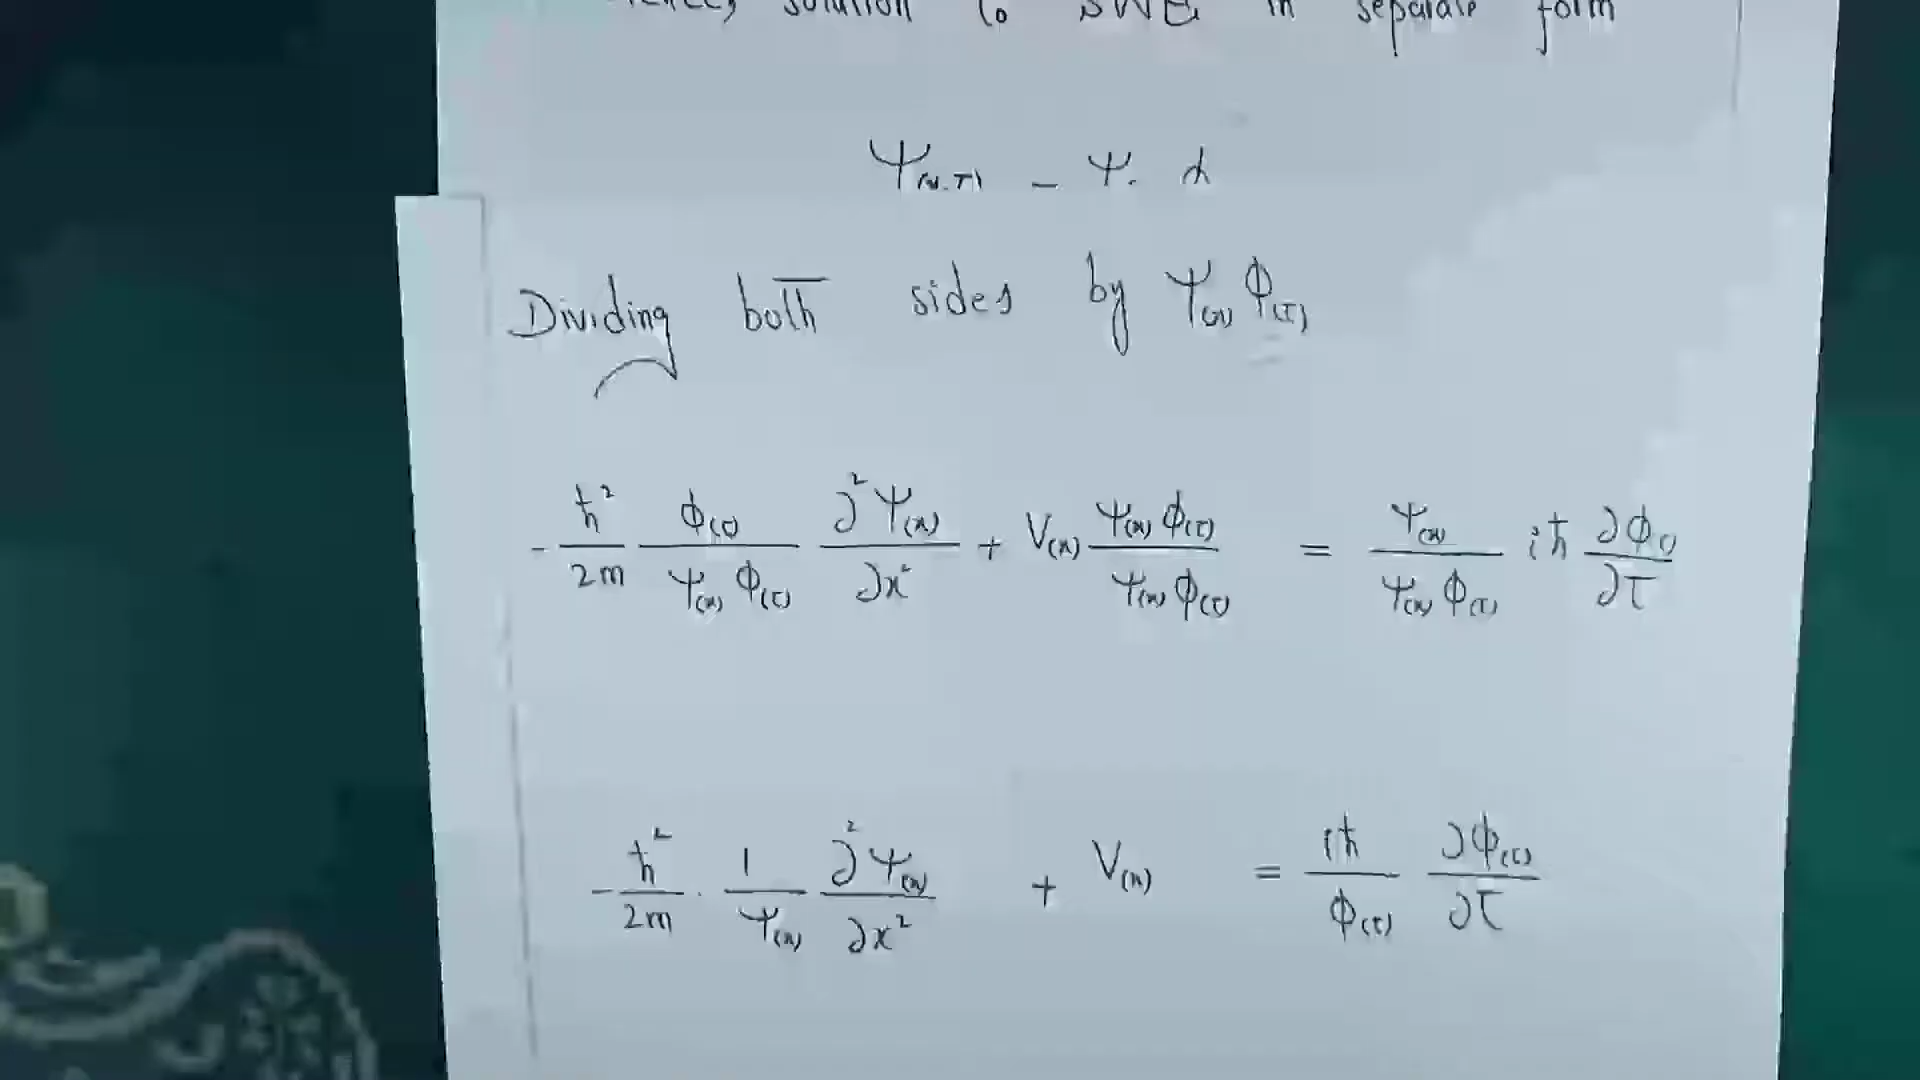 solution to SWE in separate form
Ψ(x,T) = Ψ. ϕ
Dividing both sides by Ψ(x) ϕ(τ)
- ħ²/2m ϕ(τ)/Ψ(x) ϕ(τ) ∂²Ψ(x)/∂x² + V(x) Ψ(x) ϕ(τ)/Ψ(x) ϕ(τ) = Ψ(x)/Ψ(x) ϕ(τ) iħ ∂ϕ()/∂τ
- ħ²/2m . 1/Ψ(x) ∂²Ψ(x)/∂x² + V(x) = iħ/ϕ(τ) ∂ϕ(τ)/∂τ